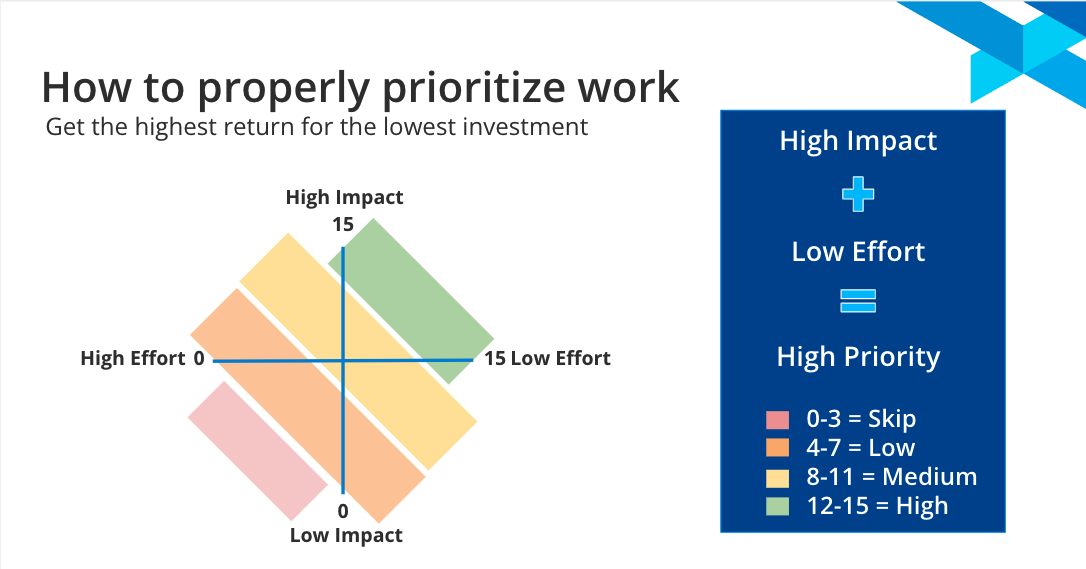 How to properly prioritize work
Get the highest return for the lowest investment
High Impact
15
High Effort 0
15 Low Effort
0
Low Impact
High Impact
Low Effort
High Priority
0-3 = Skip
4-7 = Low
8-11 = Medium
12-15 = High